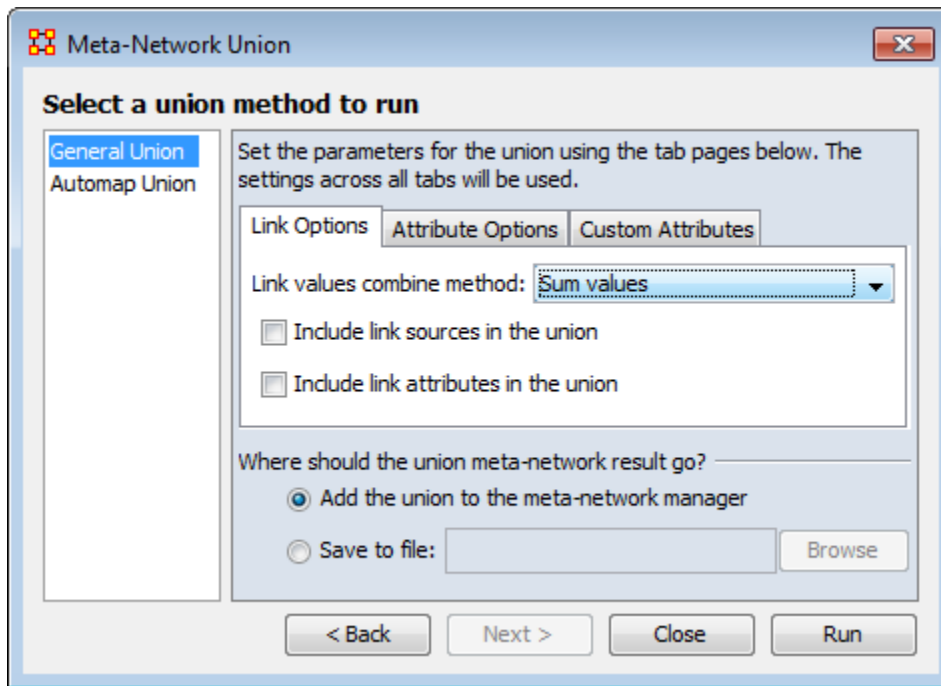 Meta-Network Union
Select a union method to run
General Union
Automap Union
Set the parameters for the union using the tab pages below. The
settings across all tabs will be used.
Link Options
Attribute Options
Custom Attributes
Link values combine method: Sum values
Include link sources in the union
Include link attributes in the union
Where should the union meta-network result go?
Add the union to the meta-network manager
Save to file:
Browse
< Back
Next >
Close
Run